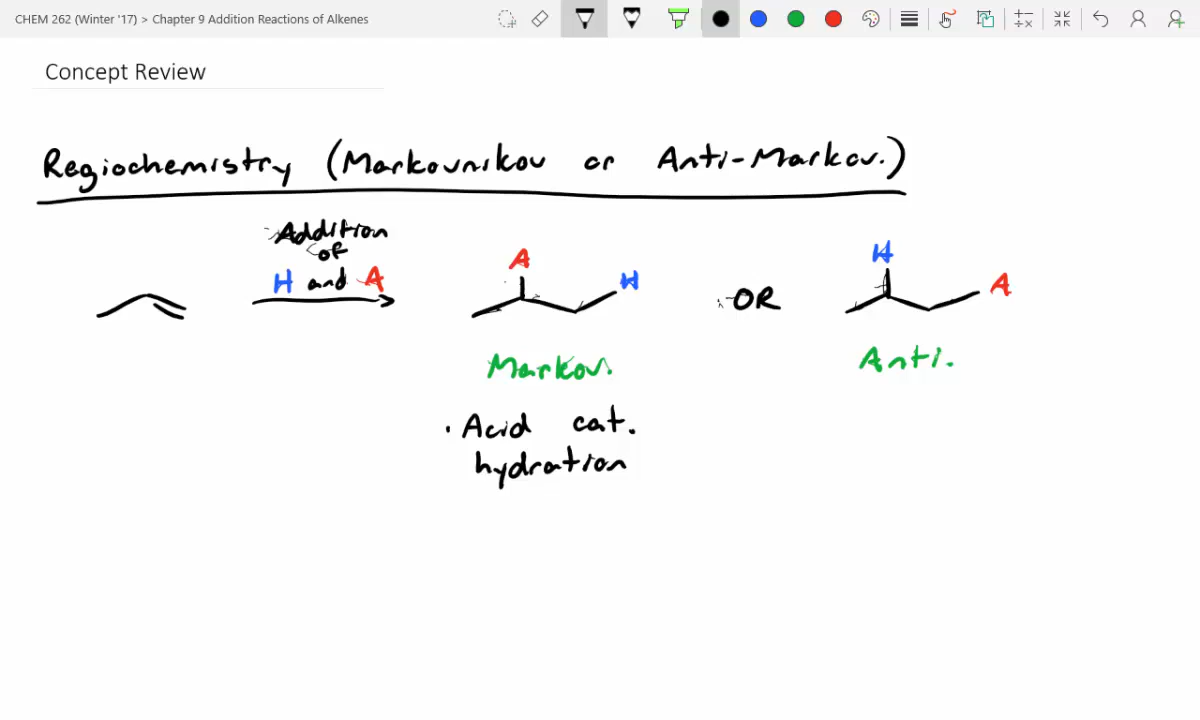 CHEM 262 (Winter '17) > Chapter 9 Addition Reactions of Alkenes
Concept Review
Regiochemistry (Markovnikov or Anti-Markov.)
Addition
of
H and A
A
H
OR
H
A
Markov.
Anti.
· Acid cat.
hydration